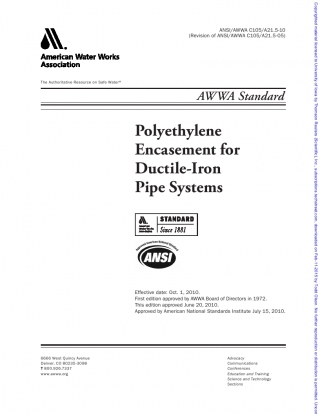 ANSI/AWWA C105/A21.5-10
(Revision of ANSI/AWWA C105/A21.5-05)
American Water Works
Association
The Authoritative Resource on Safe Water
AWWA Standard
Polyethylene
Encasement for
Ductile-Iron
Pipe Systems
STANDARD
Since 1881
ANSI
Effective date: Oct. 1, 2010.
First edition approved by AWWA Board of Directors in 1972.
This edition approved June 20, 2010.
Approved by American National Standards Institute July 15, 2010.
6666 West Quincy Avenue
Denver, CO 80235-3098
T 800.926.7337
www.awwa.org
Advocacy
Communications
Conferences
Education and Training
Science and Technology
Sections